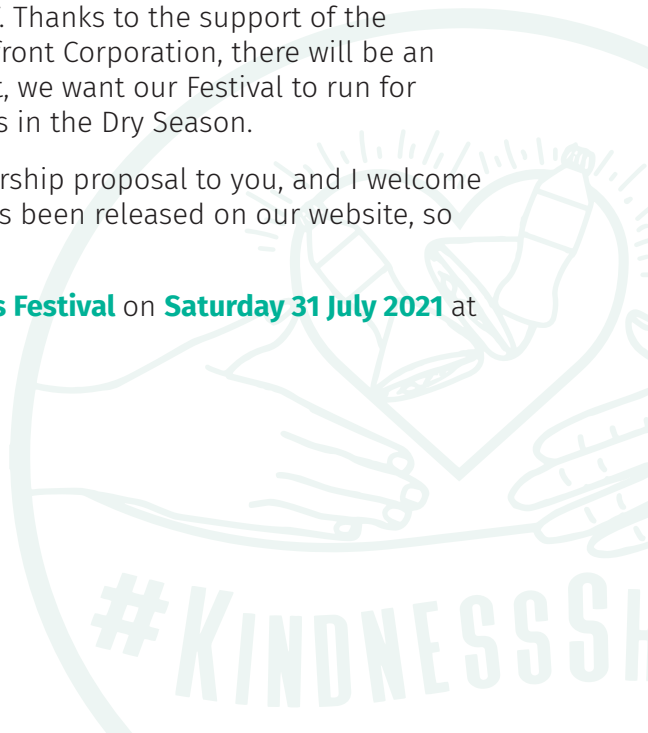 . Thanks to the support of the
front Corporation, there will be an
, we want our Festival to run for
s in the Dry Season.
rship proposal to you, and I welcome
s been released on our website, so
s Festival on Saturday 31 July 2021 at
#KINDNESSSH